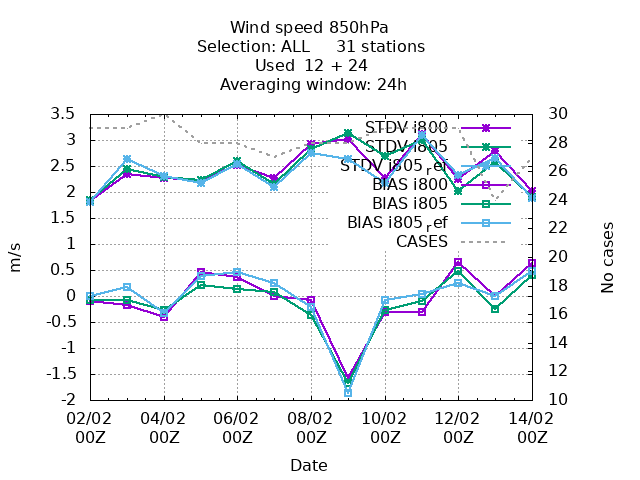 Wind speed 850hPa
Selection: ALL     31 stations
Used  12 + 24
Averaging window: 24h
3.5
3
2.5
2
1.5
1
0.5
0
-0.5
-1
-1.5
-2
m/s
30
28
26
24
22
20
18
16
14
12
10
No cases
STDV i800
STDV i805
STDV i805ref
BIAS i800
BIAS i805
BIAS i805ref
CASES
02/02 04/02 06/02 08/02 10/02 12/02 14/02
00Z 00Z 00Z 00Z 00Z 00Z 00Z
Date